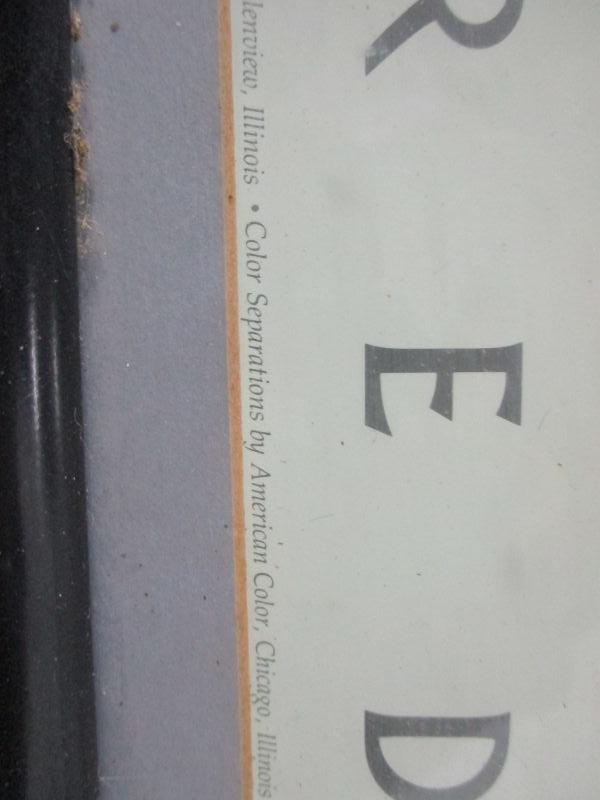 R E D
lenview, Illinois • Color Separations by American Color, Chicago, Illinois